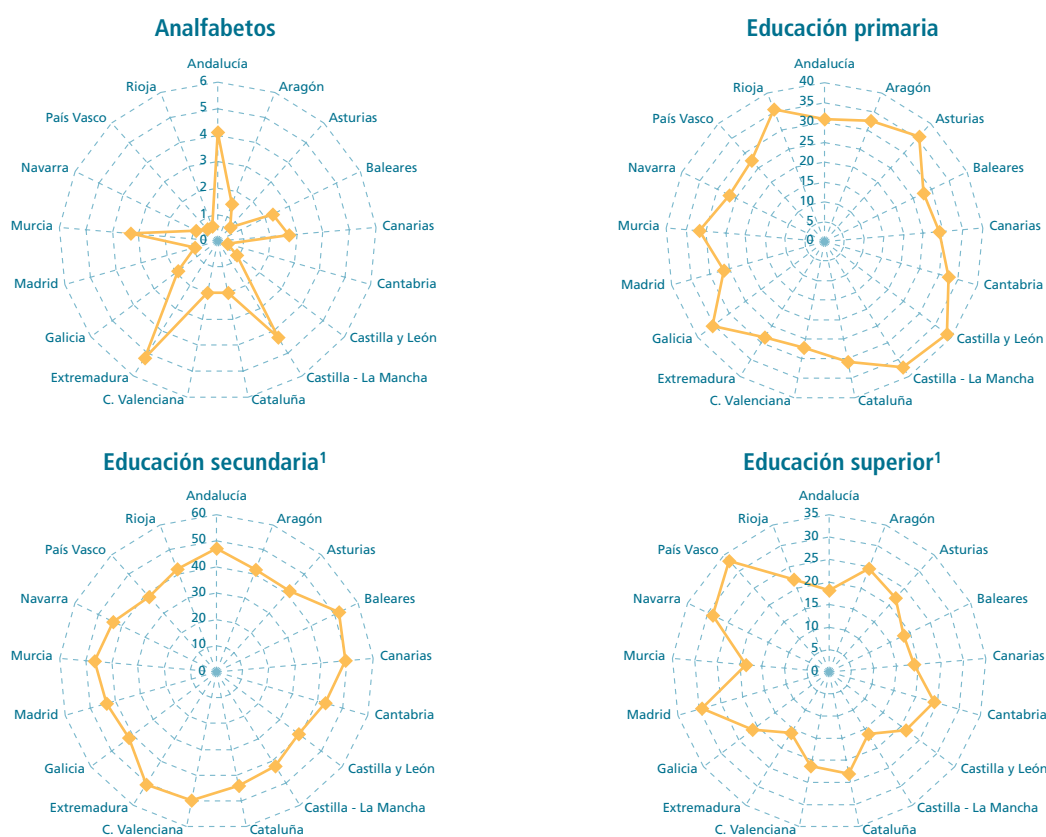 Analfabetos
Andalucía
Aragón
Asturias
Baleares
Canarias
Cantabria
Castilla y León
Castilla - La Mancha
Cataluña
C. Valenciana
Extremadura
Galicia
Madrid
Murcia
Navarra
País Vasco
Rioja
6
5
4
3
2
1
0
Educación primaria
Andalucía
Aragón
Asturias
Baleares
Canarias
Cantabria
Castilla y León
Castilla - La Mancha
Cataluña
C. Valenciana
Extremadura
Galicia
Madrid
Murcia
Navarra
País Vasco
Rioja
40
35
30
25
20
15
10
5
0
Educación secundaria¹
Andalucía
Aragón
Asturias
Baleares
Canarias
Cantabria
Castilla y León
Castilla - La Mancha
Cataluña
C. Valenciana
Extremadura
Galicia
Madrid
Murcia
Navarra
País Vasco
Rioja
60
50
40
30
20
10
0
Educación superior¹
Andalucía
Aragón
Asturias
Baleares
Canarias
Cantabria
Castilla y León
Castilla - La Mancha
Cataluña
C. Valenciana
Extremadura
Galicia
Madrid
Murcia
Navarra
País Vasco
Rioja
35
30
25
20
15
10
5
0